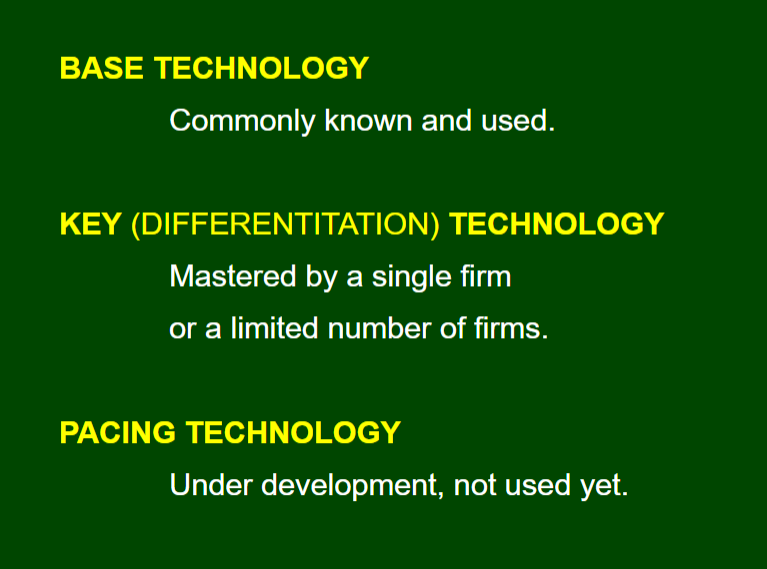 BASE TECHNOLOGY
Commonly known and used.
KEY (DIFFERENTITATION) TECHNOLOGY
Mastered by a single firm
or a limited number of firms.
PACING TECHNOLOGY
Under development, not used yet.